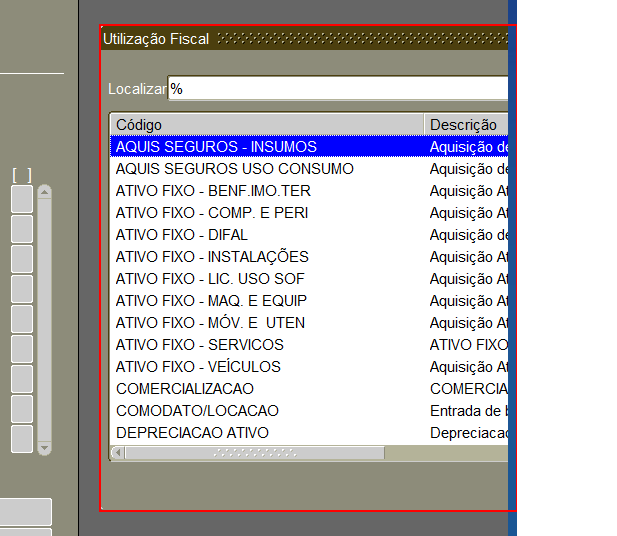 Utilização Fiscal
Localizar %
Código Descrição
AQUIS SEGUROS - INSUMOS Aquisição de
AQUIS SEGUROS USO CONSUMO Aquisição de
[ ] ATIVO FIXO - BENF.IMO.TER Aquisição At
ATIVO FIXO - COMP. E PERI Aquisição At
ATIVO FIXO - DIFAL Aquisição de
ATIVO FIXO - INSTALAÇÕES Aquisição At
ATIVO FIXO - LIC. USO SOF Aquisição At
ATIVO FIXO - MAQ. E EQUIP Aquisição At
ATIVO FIXO - MÓV. E  UTEN Aquisição At
ATIVO FIXO - SERVICOS ATIVO FIXO
ATIVO FIXO - VEÍCULOS Aquisição At
COMERCIALIZACAO COMERCIA
COMODATO/LOCACAO Entrada de b
DEPRECIACAO ATIVO Depreciacao